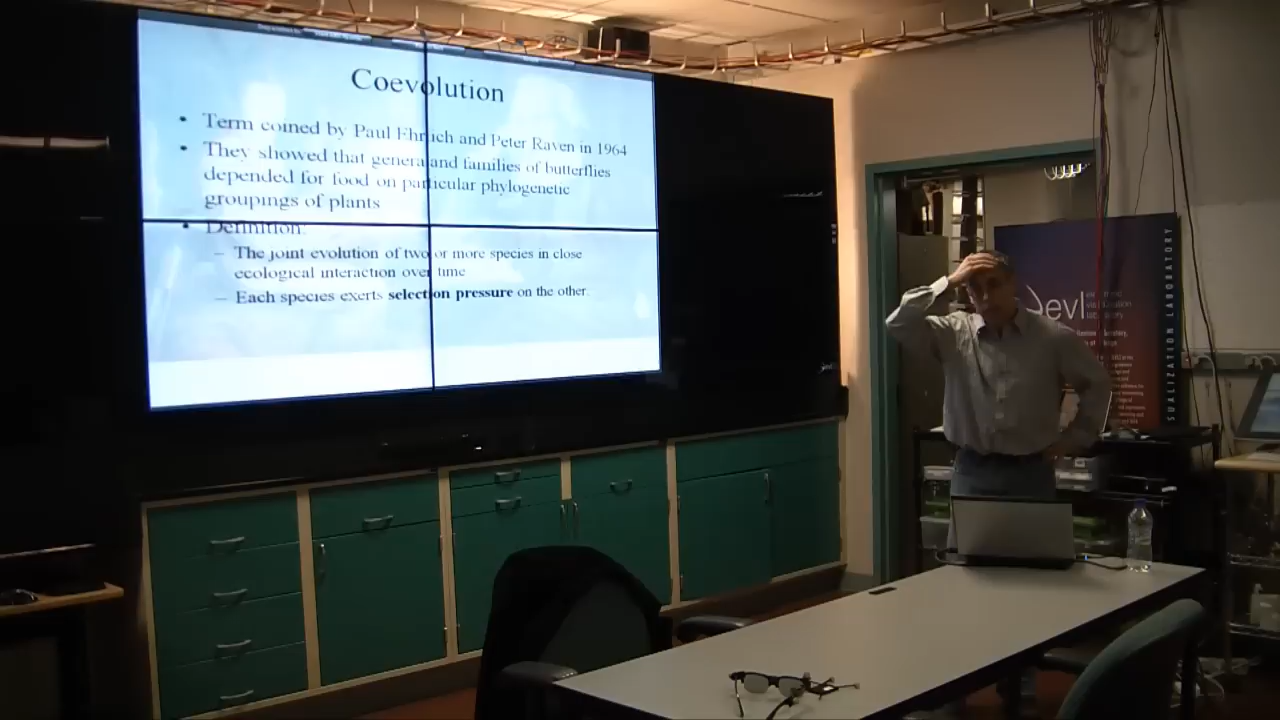 Coevolution
• Term coined by Paul Ehrlich and Peter Raven in 1964
• They showed that genera and families of butterflies
depended for food on particular phylogenetic
groupings of plants
• Definition:
– The joint evolution of two or more species in close
ecological interaction over time
– Each species exerts selection pressure on the other.
evl
UALIZATION LABORATORY